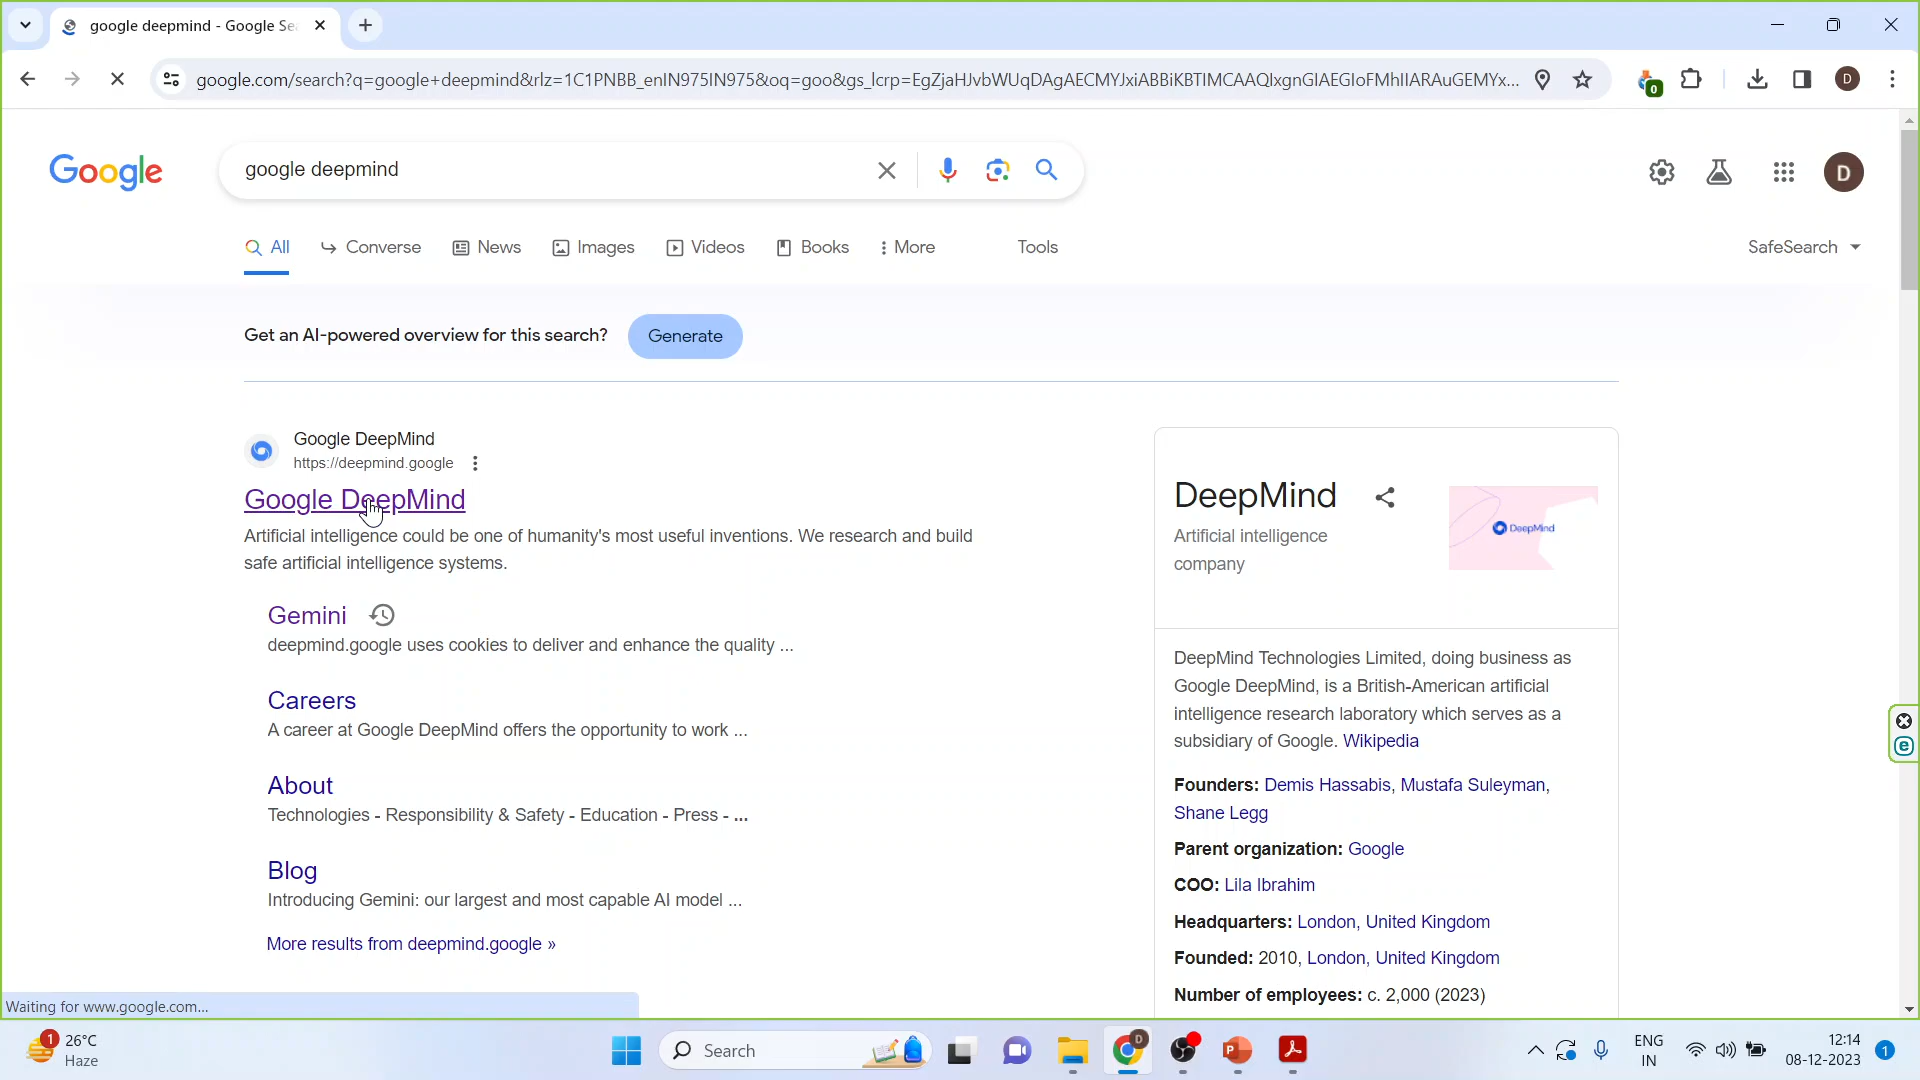 google deepmind - Google Se
google.com/search?q=google+deepmind&rlz=1C1PNBB_enIN975IN975&oq=goo&gs_lcrp=EgZjaHJvbWUqDAgAECMYJxiABBiKBTIMCAAQIxgnGIAEGIoFMhIIARAuGEMYx...
0
D
Google
google deepmind
D
All
Converse
News
Images
Videos
Books
More
Tools
SafeSearch
Get an AI-powered overview for this search?
Generate
Google DeepMind
https://deepmind.google
Google DeepMind
Artificial intelligence could be one of humanity's most useful inventions. We research and build
safe artificial intelligence systems.
Gemini
deepmind.google uses cookies to deliver and enhance the quality ...
Careers
A career at Google DeepMind offers the opportunity to work ...
About
Technologies - Responsibility & Safety - Education - Press - ...
Blog
Introducing Gemini: our largest and most capable AI model ...
More results from deepmind.google »
DeepMind
Artificial intelligence
company
DeepMind
DeepMind Technologies Limited, doing business as
Google DeepMind, is a British-American artificial
intelligence research laboratory which serves as a
subsidiary of Google. Wikipedia
Founders: Demis Hassabis, Mustafa Suleyman,
Shane Legg
Parent organization: Google
COO: Lila Ibrahim
Headquarters: London, United Kingdom
Founded: 2010, London, United Kingdom
Number of employees: c. 2,000 (2023)
Waiting for www.google.com...
1
26°C
Haze
Search
D
P
ENG
IN
12:14
08-12-2023
1